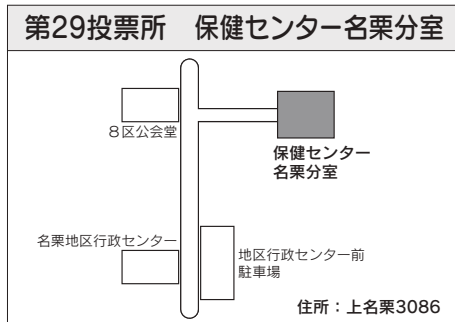 第29投票所　保健センター名栗分室
8区公会堂
保健センター
名栗分室
名栗地区行政センター
地区行政センター前
駐車場
住所：上名栗3086